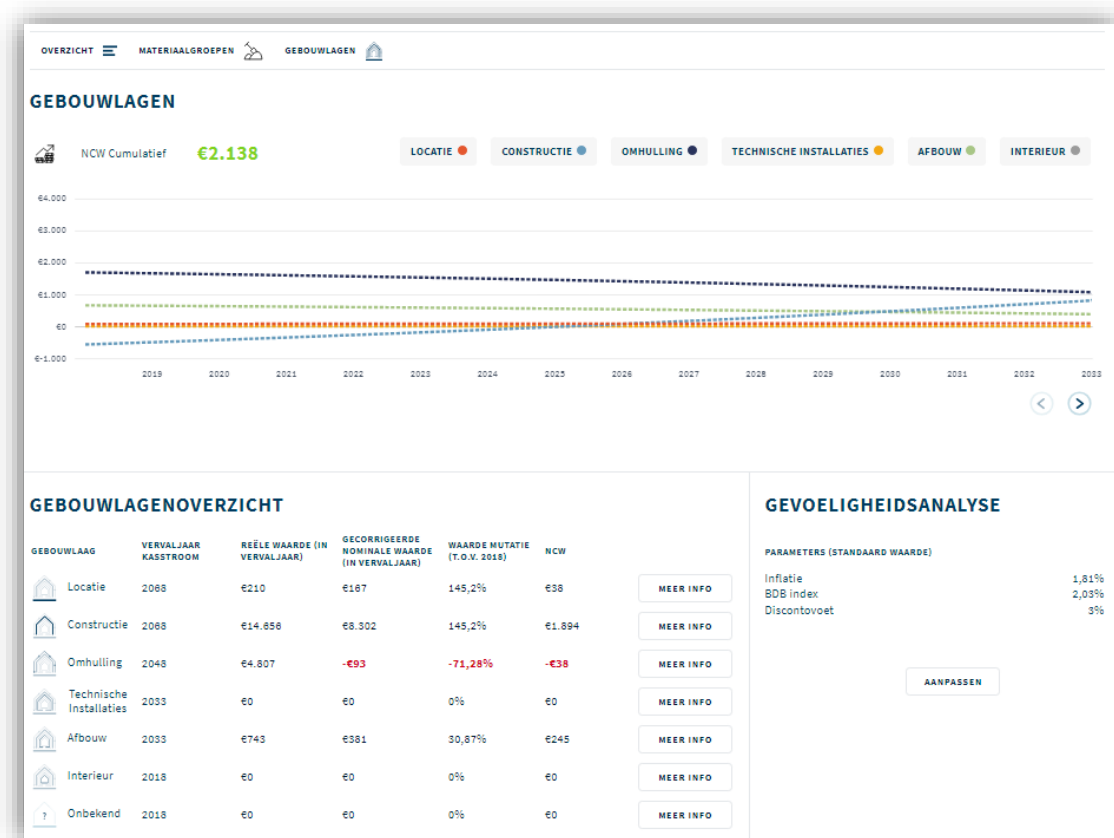 OVERZICHT MATERIAALGROEPEN GEBOUWLAGEN
GEBOUWLAGEN
NCW Cumulatief €2.138 LOCATIE CONSTRUCTIE OMHULLING TECHNISCHE INSTALLATIES AFBOUW INTERIEUR
€4.000
€3.000
€2.000
€1.000
€0
€-1.000
2019 2020 2021 2022 2023 2024 2025 2026 2027 2028 2029 2030 2031 2032 2033
GEBOUWLAGENOVERZICHT
GEBOUWLAAG VERVALJAAR KASSTROOM REËLE WAARDE (IN VERVALJAAR) GECORRIGEERDE NOMINALE WAARDE (IN VERVALJAAR) WAARDE MUTATIE (T.O.V. 2018) NCW
Locatie 2068 €210 €167 145,2% €38 MEER INFO
Constructie 2068 €14.656 €8.302 145,2% €1.894 MEER INFO
Omhulling 2048 €4.807 -€93 -71,28% -€38 MEER INFO
Technische Installaties 2033 €0 €0 0% €0 MEER INFO
Afbouw 2033 €743 €381 30,87% €245 MEER INFO
Interieur 2018 €0 €0 0% €0 MEER INFO
? Onbekend 2018 €0 €0 0% €0 MEER INFO
GEVOELIGHEIDSANALYSE
PARAMETERS (STANDAARD WAARDE)
Inflatie 1,81%
BDB index 2,03%
Discontovoet 3%
AANPASSEN